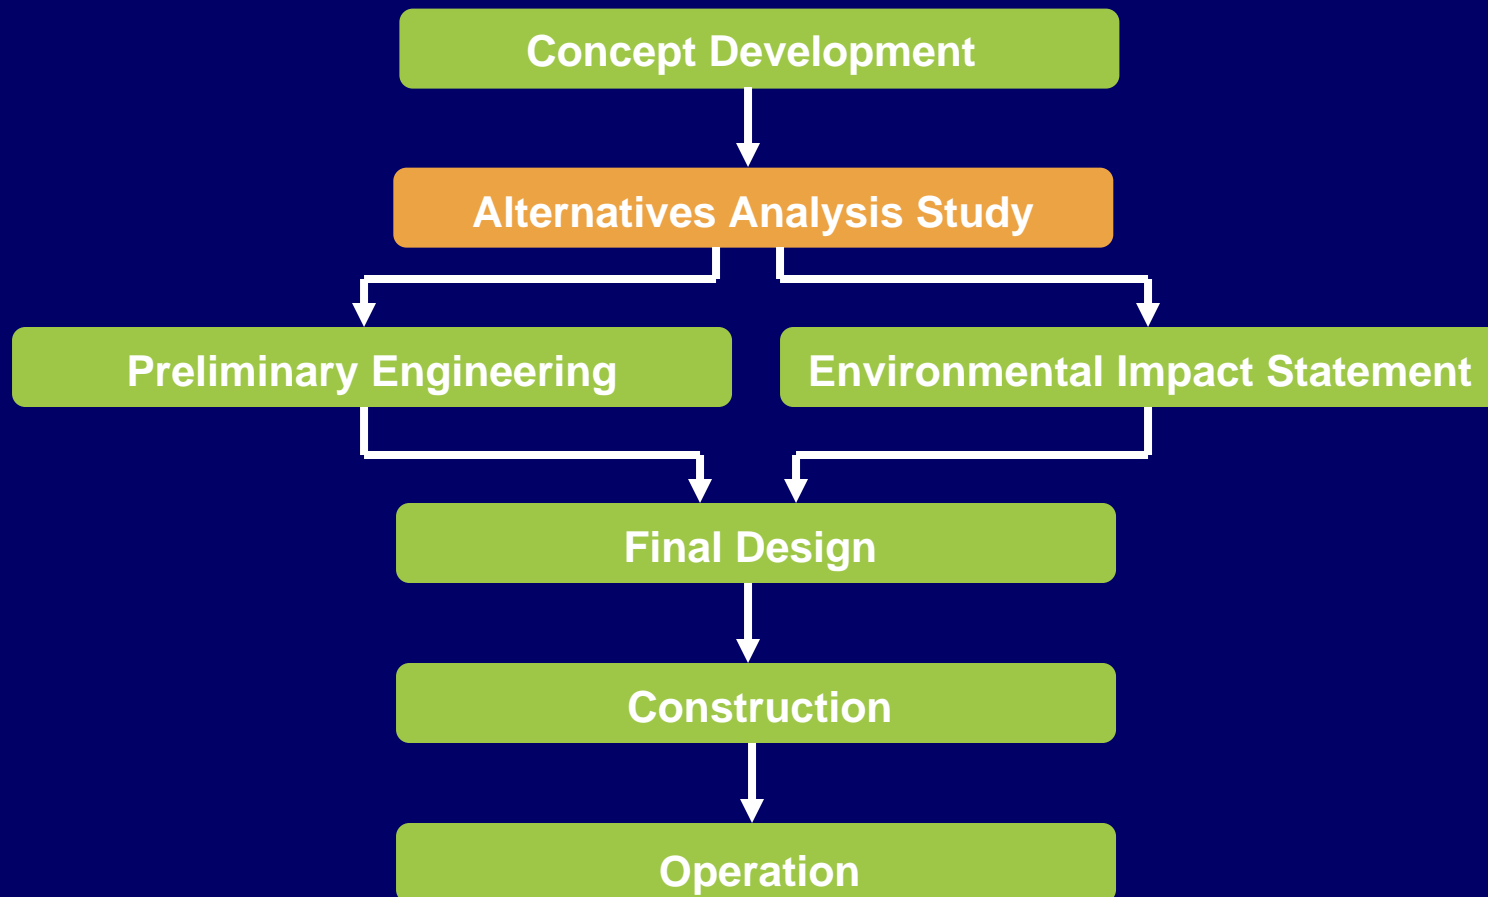 Concept Development
Alternatives Analysis Study
Preliminary Engineering
Environmental Impact Statement
Final Design
Construction
Operation